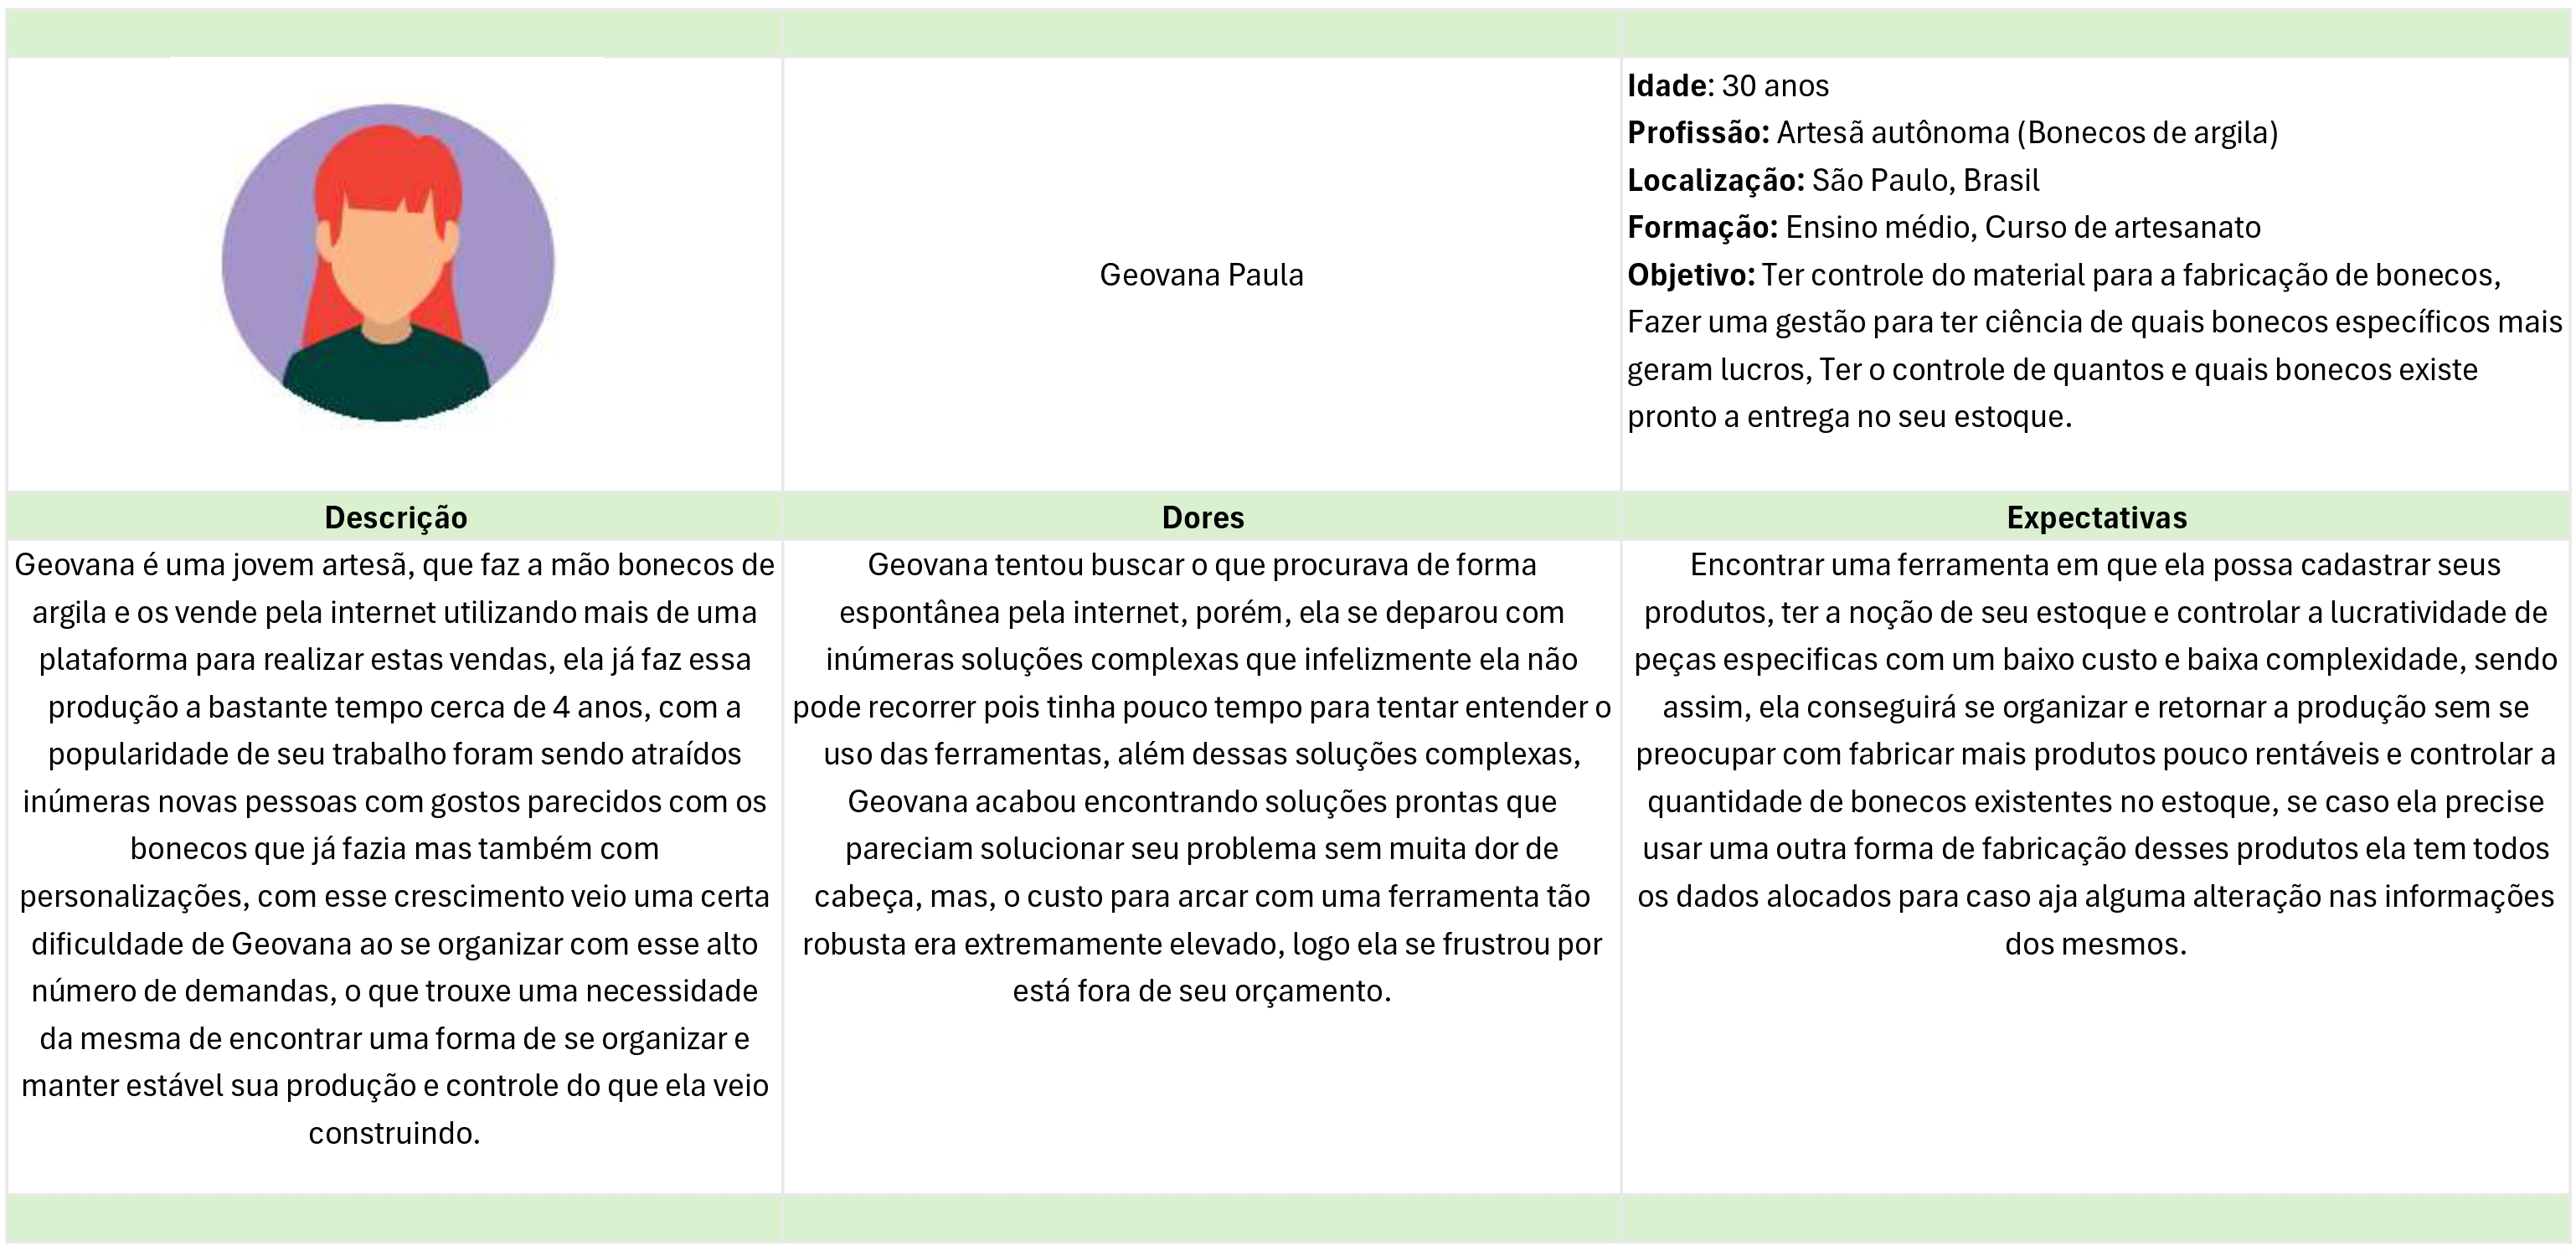 Geovana Paula
Idade: 30 anos
Profissão: Artesã autônoma (Bonecos de argila)
Localização: São Paulo, Brasil
Formação: Ensino médio, Curso de artesanato
Objetivo: Ter controle do material para a fabricação de bonecos,
Fazer uma gestão para ter ciência de quais bonecos específicos mais
geram lucros, Ter o controle de quantos e quais bonecos existe
pronto a entrega no seu estoque.
Descrição
Geovana é uma jovem artesã, que faz a mão bonecos de
argila e os vende pela internet utilizando mais de uma
plataforma para realizar estas vendas, ela já faz essa
produção a bastante tempo cerca de 4 anos, com a
popularidade de seu trabalho foram sendo atraídos
inúmeras novas pessoas com gostos parecidos com os
bonecos que já fazia mas também com
personalizações, com esse crescimento veio uma certa
dificuldade de Geovana ao se organizar com esse alto
número de demandas, o que trouxe uma necessidade
da mesma de encontrar uma forma de se organizar e
manter estável sua produção e controle do que ela veio
construindo.
Dores
Geovana tentou buscar o que procurava de forma
espontânea pela internet, porém, ela se deparou com
inúmeras soluções complexas que infelizmente ela não
pode recorrer pois tinha pouco tempo para tentar entender o
uso das ferramentas, além dessas soluções complexas,
Geovana acabou encontrando soluções prontas que
pareciam solucionar seu problema sem muita dor de
cabeça, mas, o custo para arcar com uma ferramenta tão
robusta era extremamente elevado, logo ela se frustrou por
está fora de seu orçamento.
Expectativas
Encontrar uma ferramenta em que ela possa cadastrar seus
produtos, ter a noção de seu estoque e controlar a lucratividade de
peças especificas com um baixo custo e baixa complexidade, sendo
assim, ela conseguirá se organizar e retornar a produção sem se
preocupar com fabricar mais produtos pouco rentáveis e controlar a
quantidade de bonecos existentes no estoque, se caso ela precise
usar uma outra forma de fabricação desses produtos ela tem todos
os dados alocados para caso aja alguma alteração nas informações
dos mesmos.